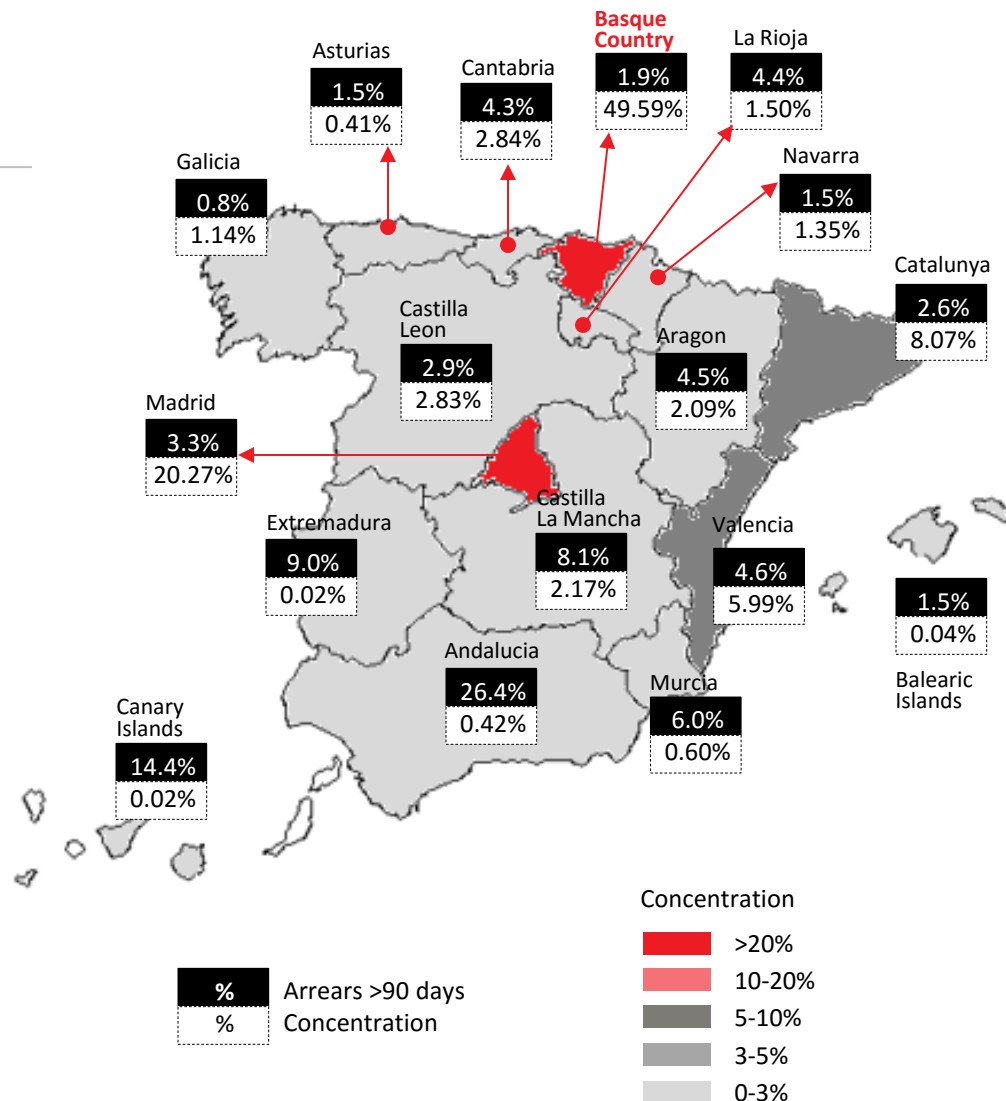 Basque
Country
1.9%
49.59%
La Rioja
4.4%
1.50%
Asturias
1.5%
0.41%
Cantabria
4.3%
2.84%
Galicia
0.8%
1.14%
Navarra
1.5%
1.35%
Catalunya
2.6%
8.07%
Castilla
Leon
2.9%
2.83%
Aragon
4.5%
2.09%
Madrid
3.3%
20.27%
Extremadura
9.0%
0.02%
Castilla
La Mancha
8.1%
2.17%
Valencia
4.6%
5.99%
1.5%
0.04%
Balearic
Islands
Andalucia
26.4%
0.42%
Murcia
6.0%
0.60%
Canary
Islands
14.4%
0.02%
Concentration
>20%
10-20%
5-10%
3-5%
0-3%
% Arrears >90 days
% Concentration